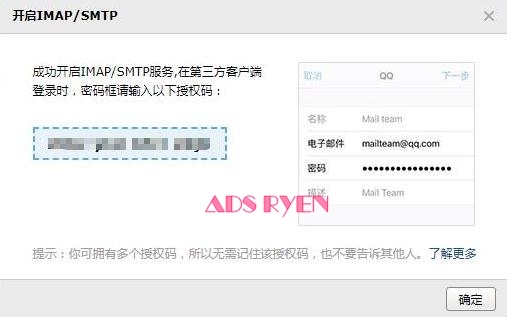 开启IMAP/SMTP
成功开启IMAP/SMTP服务,在第三方客户端
登录时，密码框请输入以下授权码：
取消 QQ 下一步
名称 Mail team
电子邮件 mailteam@qq.com
密码 ●●●●●●●●●●●●●●●●
描述 Mail Team
ADS RYEN
提示：你可拥有多个授权码，所以无需记住该授权码，也不要告诉其他人。了解更多
确定